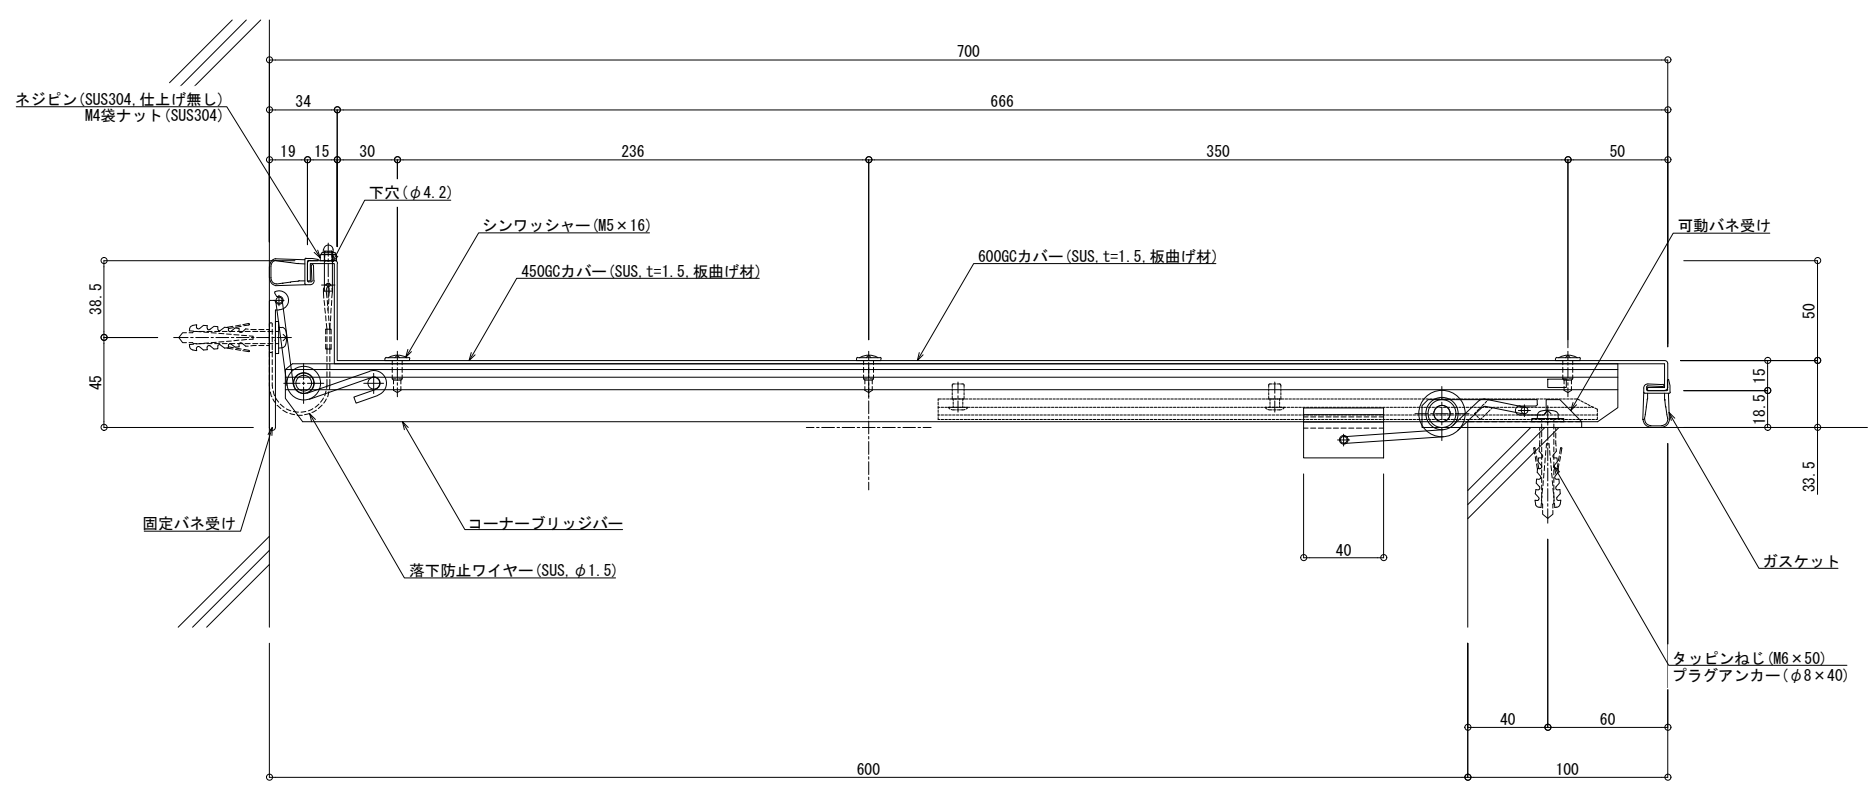 700
ネジピン(SUS304,仕上げ無し)
M4袋ナット(SUS304)
34
666
19
15
30
236
350
50
下穴(φ4.2)
シンワッシャー(M5×16)
可動バネ受け
450GCカバー(SUS,t=1.5,板曲げ材)
600GCカバー(SUS,t=1.5,板曲げ材)
38.5
45
50
15
18.5
33.5
固定バネ受け
コーナーブリッジバー
落下防止ワイヤー(SUS,φ1.5)
40
ガスケット
タッピンねじ(M6×50)
プラグアンカー(φ8×40)
40
60
600
100